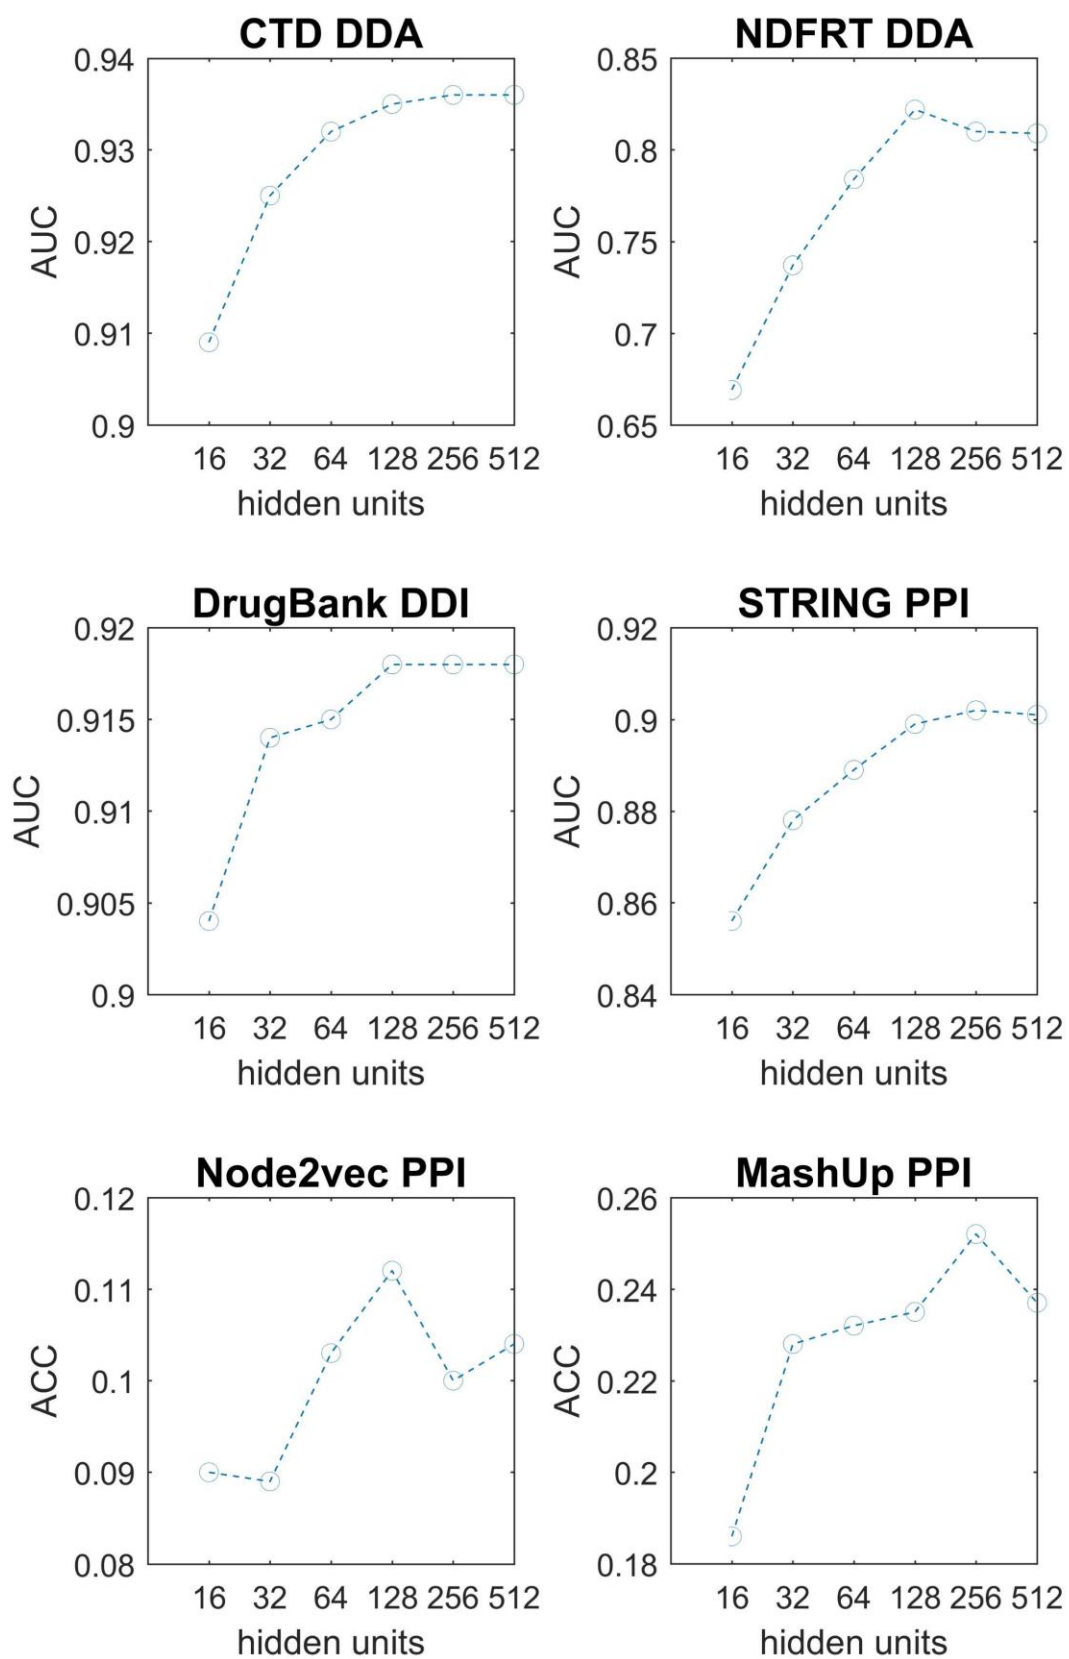 CTD DDA
0.94
0.93
0.92
0.91
0.9
AUC
16 32 64 128 256 512
hidden units
NDFRT DDA
0.85
0.8
0.75
0.7
0.65
AUC
16 32 64 128 256 512
hidden units
DrugBank DDI
0.92
0.915
0.91
0.905
0.9
AUC
16 32 64 128 256 512
hidden units
STRING PPI
0.92
0.9
0.88
0.86
0.84
AUC
16 32 64 128 256 512
hidden units
Node2vec PPI
0.12
0.11
0.1
0.09
0.08
ACC
16 32 64 128 256 512
hidden units
MashUp PPI
0.26
0.24
0.22
0.2
0.18
ACC
16 32 64 128 256 512
hidden units